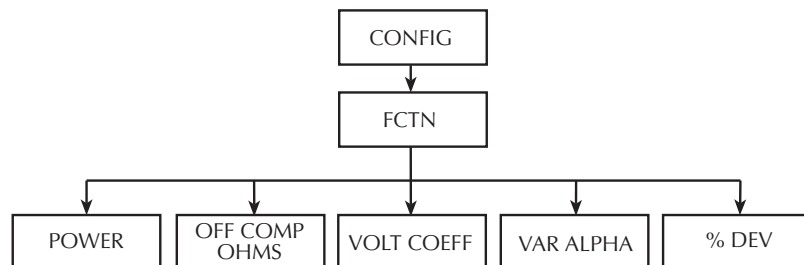 CONFIG
FCTN
POWER
OFF COMP
OHMS
VOLT COEFF
VAR ALPHA
% DEV